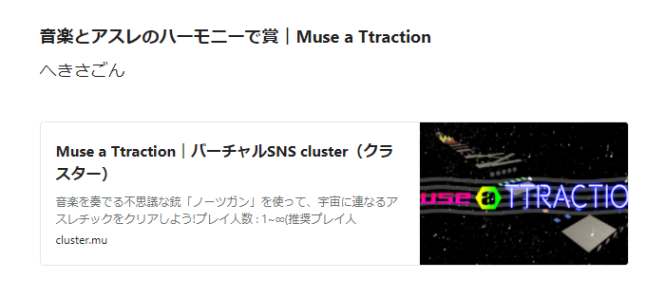 音楽とアスレのハーモニーで賞｜Muse a Ttraction
へきさごん
Muse a Ttraction｜バーチャルSNS cluster（クラ
スター）
音楽を奏でる不思議な銃「ノーツガン」を使って、宇宙に連なるア
スレチックをクリアしよう!プレイ人数 : 1~∞(推奨プレイ人
cluster.mu
use a TTRACTIO